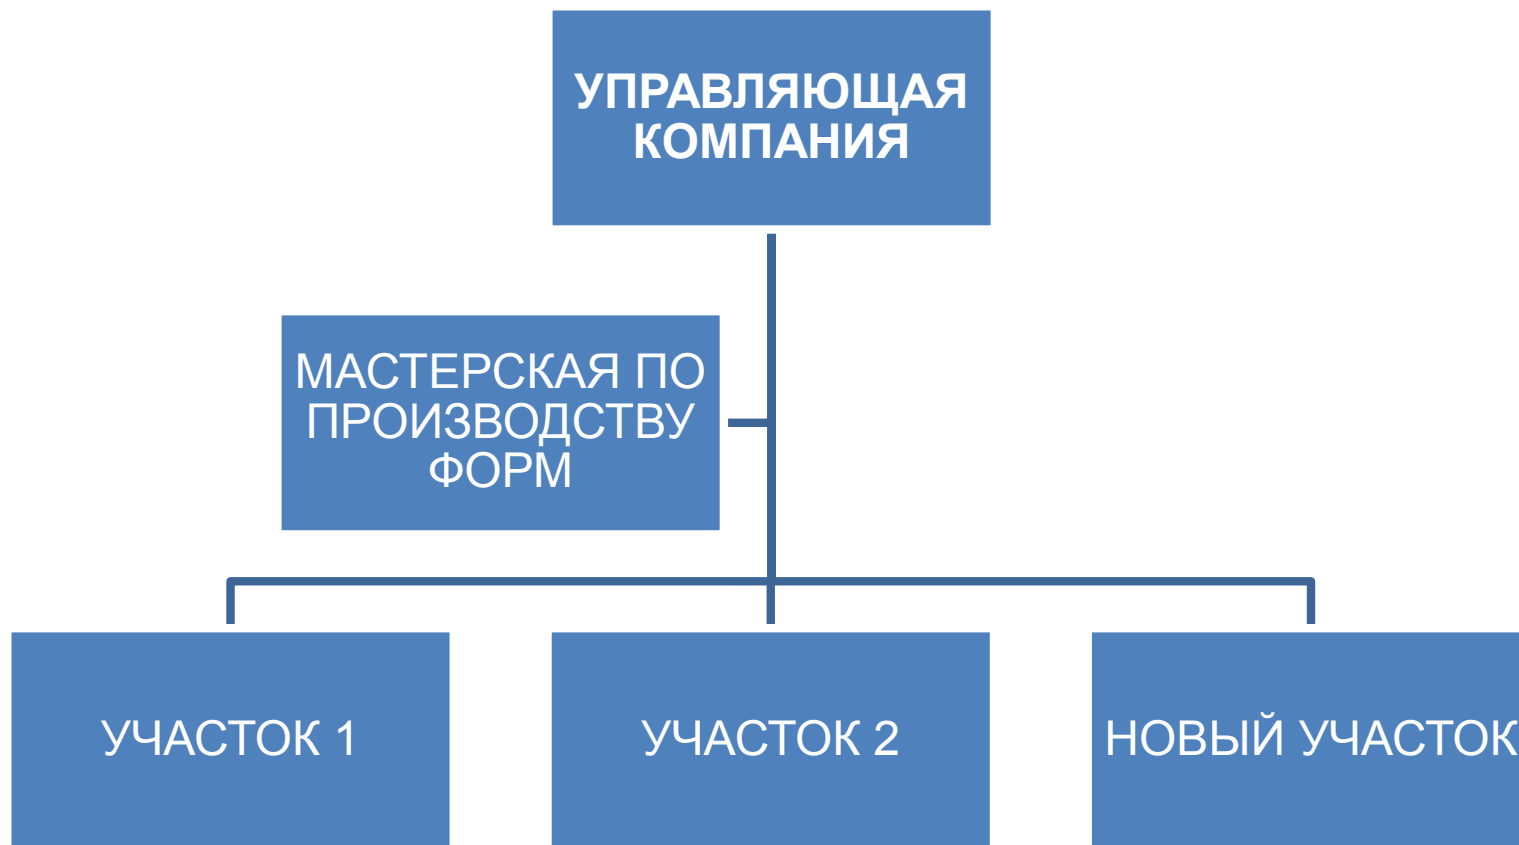 УПРАВЛЯЮЩАЯ
КОМПАНИЯ
МАСТЕРСКАЯ ПО
ПРОИЗВОДСТВУ
ФОРМ
УЧАСТОК 1
УЧАСТОК 2
НОВЫЙ УЧАСТОК